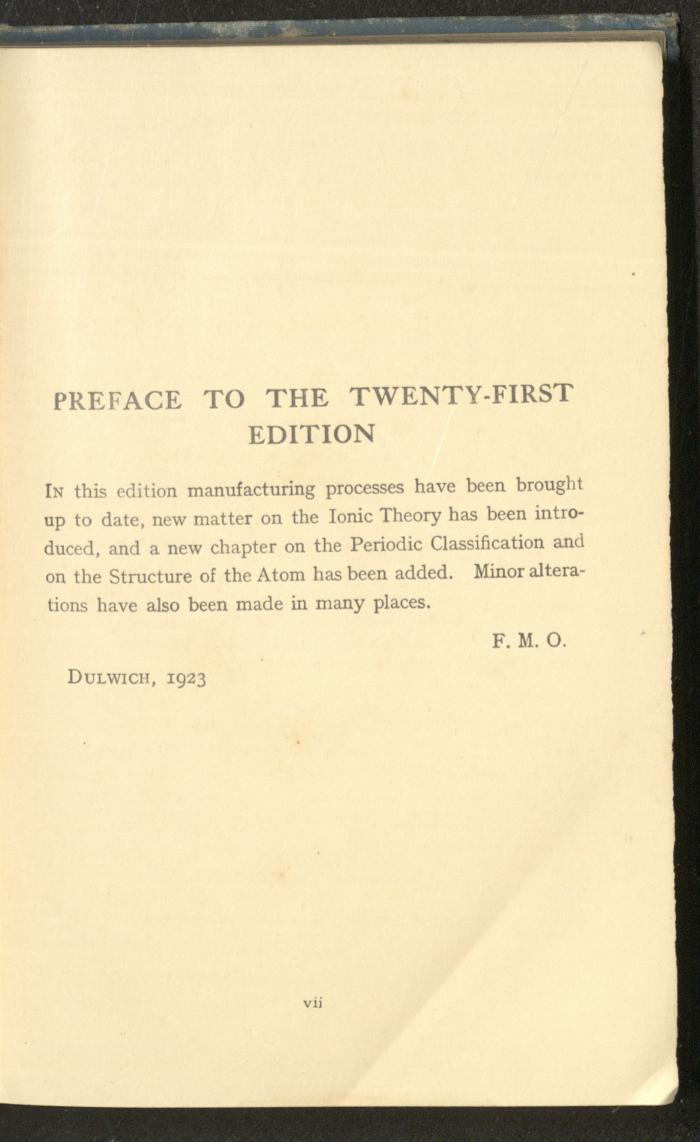 PREFACE TO THE TWENTY-FIRST
EDITION
IN this edition manufacturing processes have been brought
up to date, new matter on the Ionic Theory has been intro-
duced, and a new chapter on the Periodic Classification and
on the Structure of the Atom has been added. Minor altera-
tions have also been made in many places.
F. M. O.
DULWICH, 1923
vii